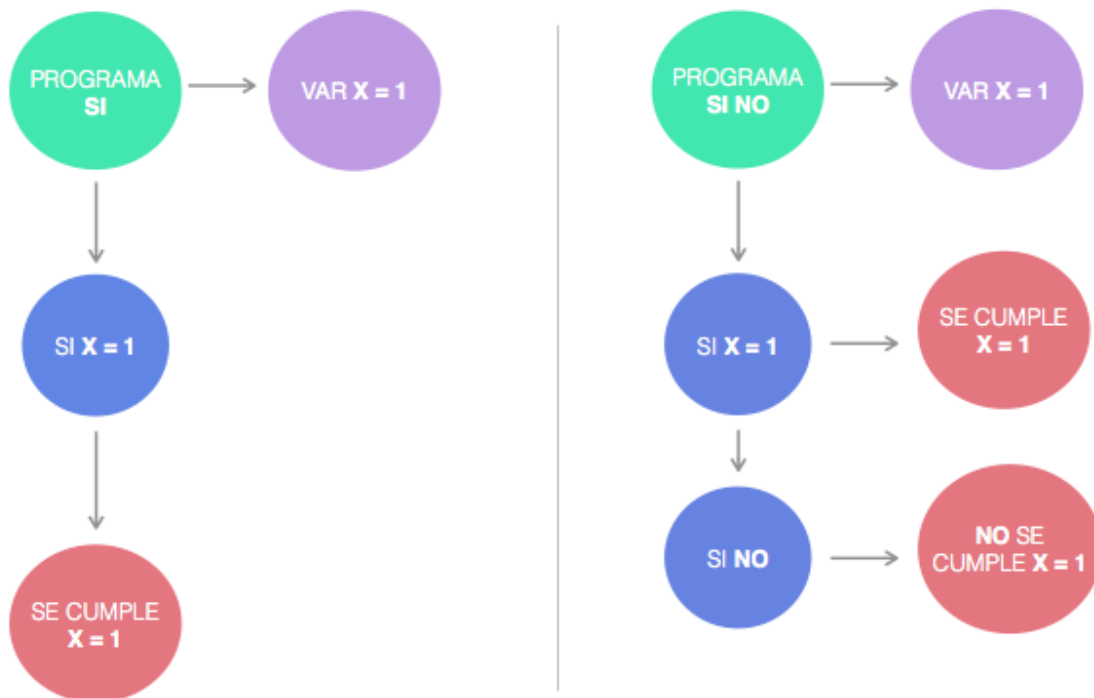 PROGRAMA
SI
VAR X = 1
SI X = 1
SE CUMPLE
X = 1
PROGRAMA
SI NO
VAR X = 1
SI X = 1
SE CUMPLE
X = 1
SI NO
NO SE
CUMPLE X = 1